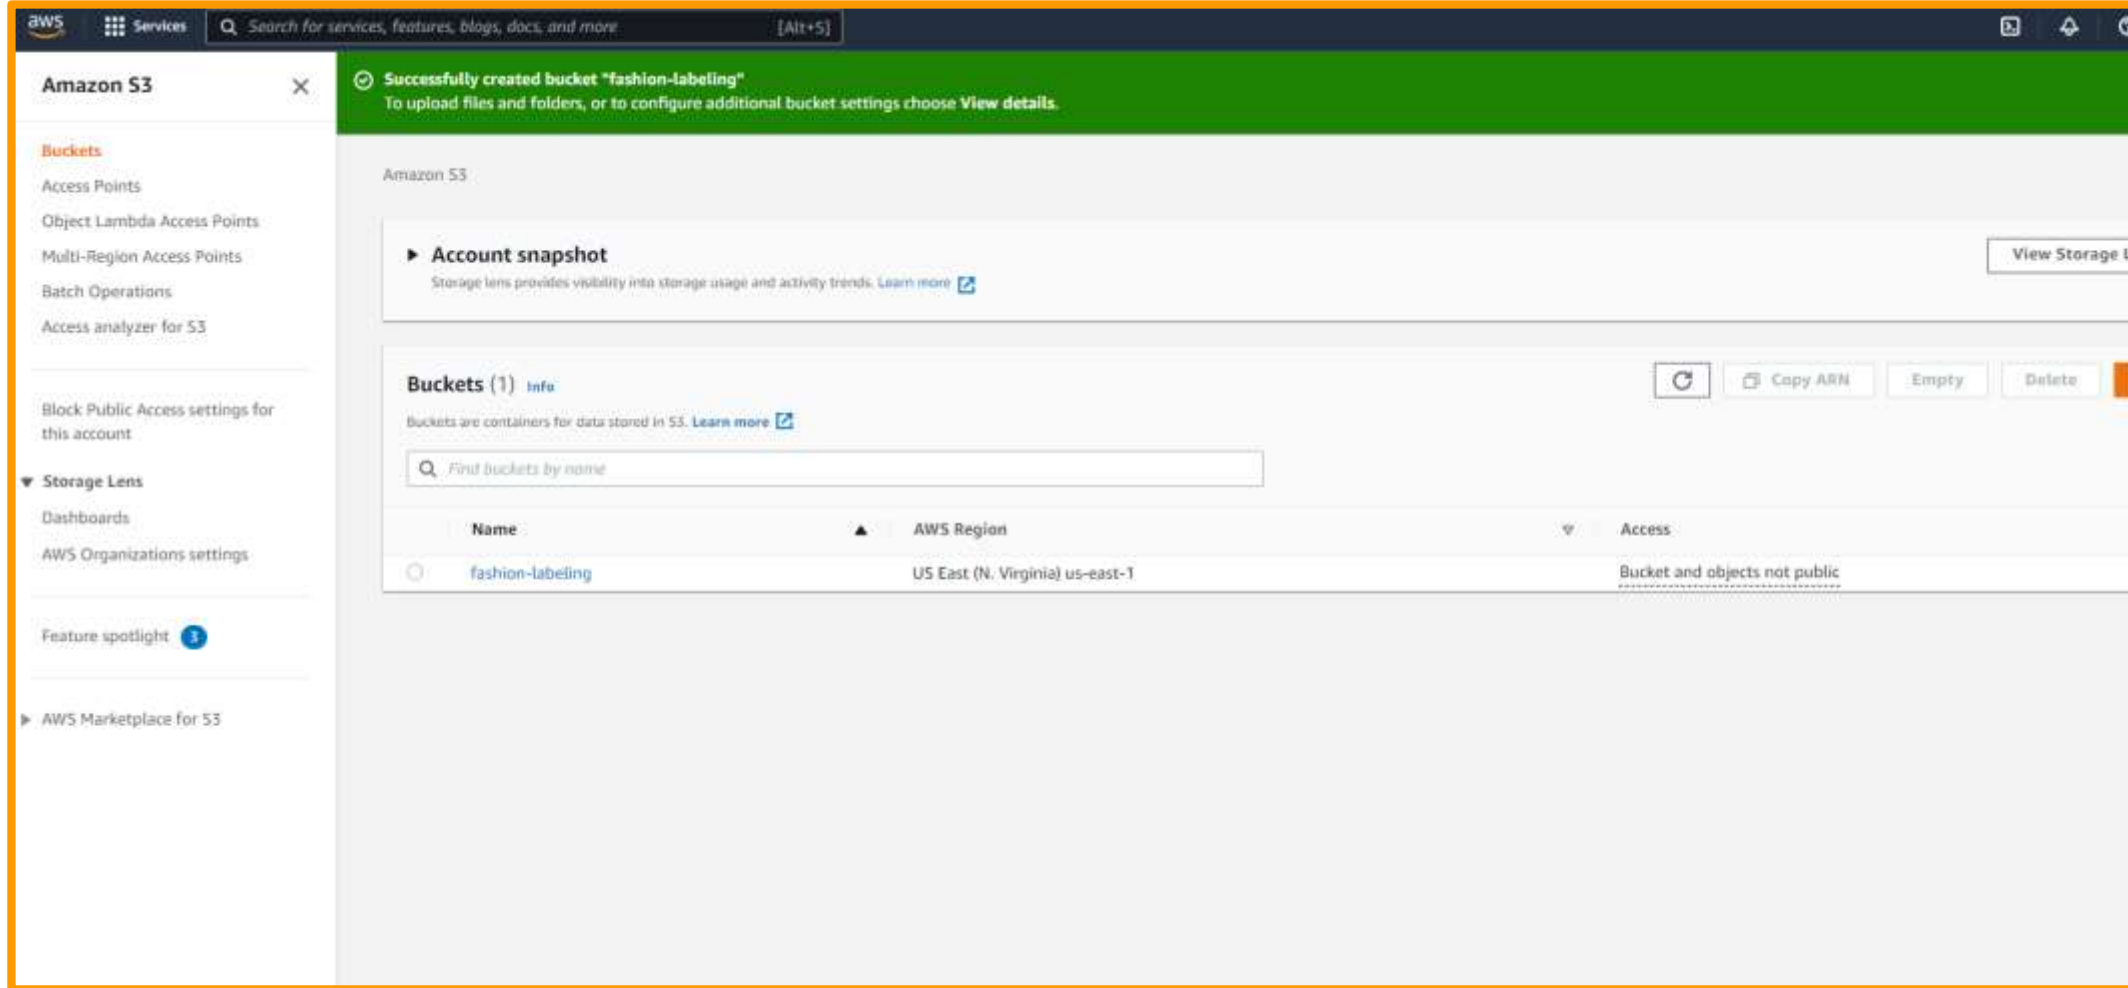 aws
Services
Search for services, features, blogs, docs, and more
[Alt+S]
Amazon S3
Buckets
Access Points
Object Lambda Access Points
Multi-Region Access Points
Batch Operations
Access analyzer for S3
Block Public Access settings for
this account
Storage Lens
Dashboards
AWS Organizations settings
Feature spotlight 3
AWS Marketplace for S3
Successfully created bucket "fashion-labeling"
To upload files and folders, or to configure additional bucket settings choose View details.
Amazon S3
Account snapshot
View Storage
Storage lens provides visibility into storage usage and activity trends. Learn more
Buckets (1) Info
Copy ARN
Empty
Delete
Buckets are containers for data stored in S3. Learn more
Find buckets by name
Name
AWS Region
Access
fashion-labeling
US East (N. Virginia) us-east-1
Bucket and objects not public